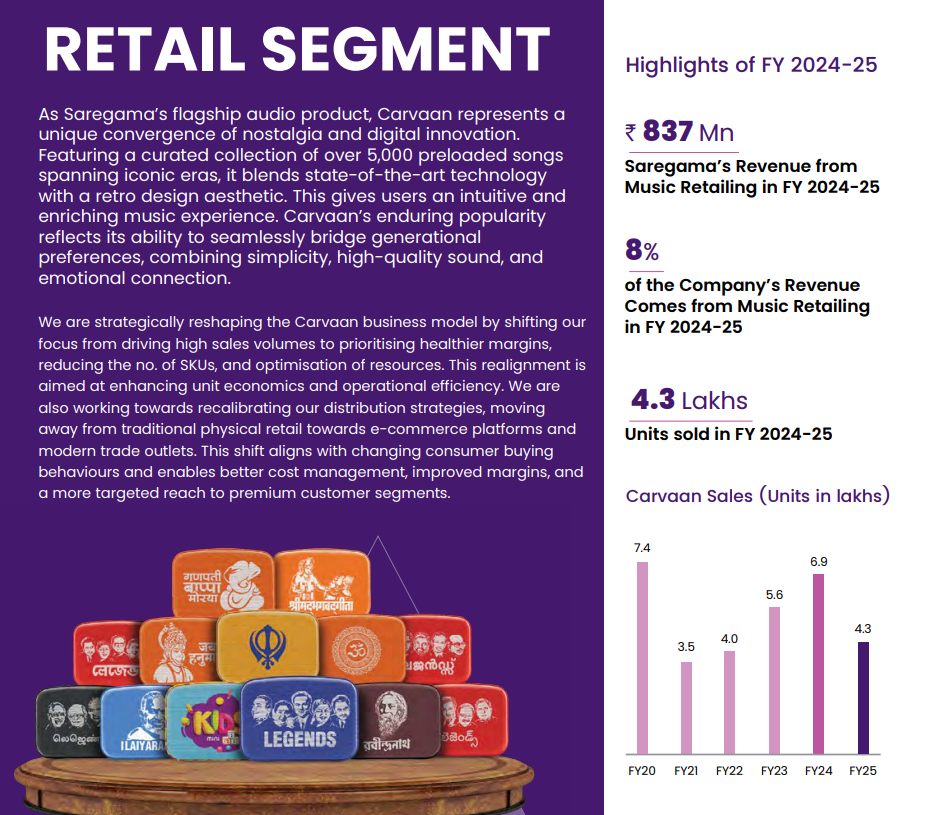 RETAIL SEGMENT
As Saregama’s flagship audio product, Carvaan represents a
unique convergence of nostalgia and digital innovation.
Featuring a curated collection of over 5,000 preloaded songs
spanning iconic eras, it blends state-of-the-art technology
with a retro design aesthetic. This gives users an intuitive and
enriching music experience. Carvaan’s enduring popularity
reflects its ability to seamlessly bridge generational
preferences, combining simplicity, high-quality sound, and
emotional connection.
We are strategically reshaping the Carvaan business model by shifting our
focus from driving high sales volumes to prioritising healthier margins,
reducing the no. of SKUs, and optimisation of resources. This realignment is
aimed at enhancing unit economics and operational efficiency. We are
also working towards recalibrating our distribution strategies, moving
away from traditional physical retail towards e-commerce platforms and
modern trade outlets. This shift aligns with changing consumer buying
behaviours and enables better cost management, improved margins, and
a more targeted reach to premium customer segments.
गणपती
बाप्पा
मोरया
श्रीमद्भगवद्गीता
जय
हनुमा
ॐ
KIDS
mini
ILAIYARA
LEGENDS
रवीन्द्रनाथ
Highlights of FY 2024-25
₹ 837 Mn
Saregama’s Revenue from
Music Retailing in FY 2024-25
8%
of the Company’s Revenue
Comes from Music Retailing
in FY 2024-25
4.3 Lakhs
Units sold in FY 2024-25
Carvaan Sales (Units in lakhs)
7.4
3.5
4.0
5.6
6.9
4.3
FY20
FY21
FY22
FY23
FY24
FY25